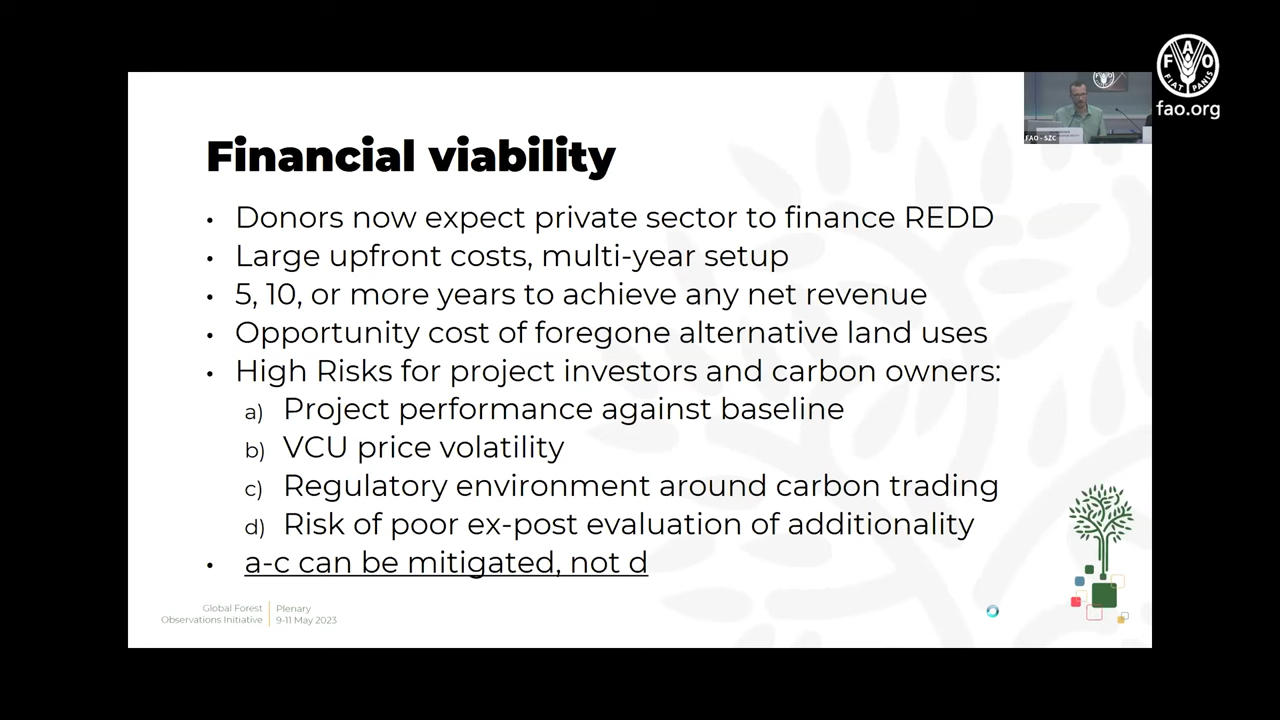 FAO
FIAT PANIS
fao.org
FAO - SZC
Financial viability
• Donors now expect private sector to finance REDD
• Large upfront costs, multi-year setup
• 5, 10, or more years to achieve any net revenue
• Opportunity cost of foregone alternative land uses
• High Risks for project investors and carbon owners:
a) Project performance against baseline
b) VCU price volatility
c) Regulatory environment around carbon trading
d) Risk of poor ex-post evaluation of additionality
• a-c can be mitigated, not d
Global Forest
Observations Initiative
Plenary
9-11 May 2023